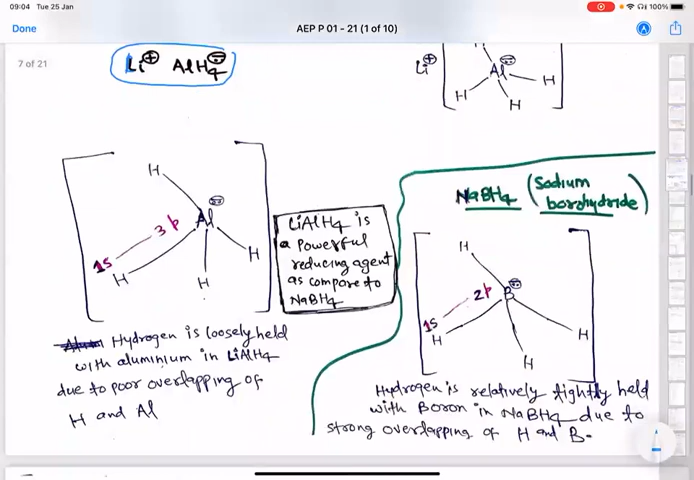 09:04 Tue 25 Jan
100%
Done
AEP P 01 - 21 (1 of 10)
7 of 21
Li⊕ AlH4⊖
Li⊕
H
Al⊖
H
H
H
H
Al⊖
1s
3p
H
H
H
LiAlH4 is
a powerful
reducing agent
as compare to
NaBH4
NaBH4 (Sodium
borohydride)
H
B⊖
1s
2p
H
H
H
Hydrogen is loosely held
with aluminium in LiAlH4
due to poor overlapping of
H and Al
Hydrogen is relatively tightly held
with Boron in NaBH4 due to
strong overlapping of H and B.